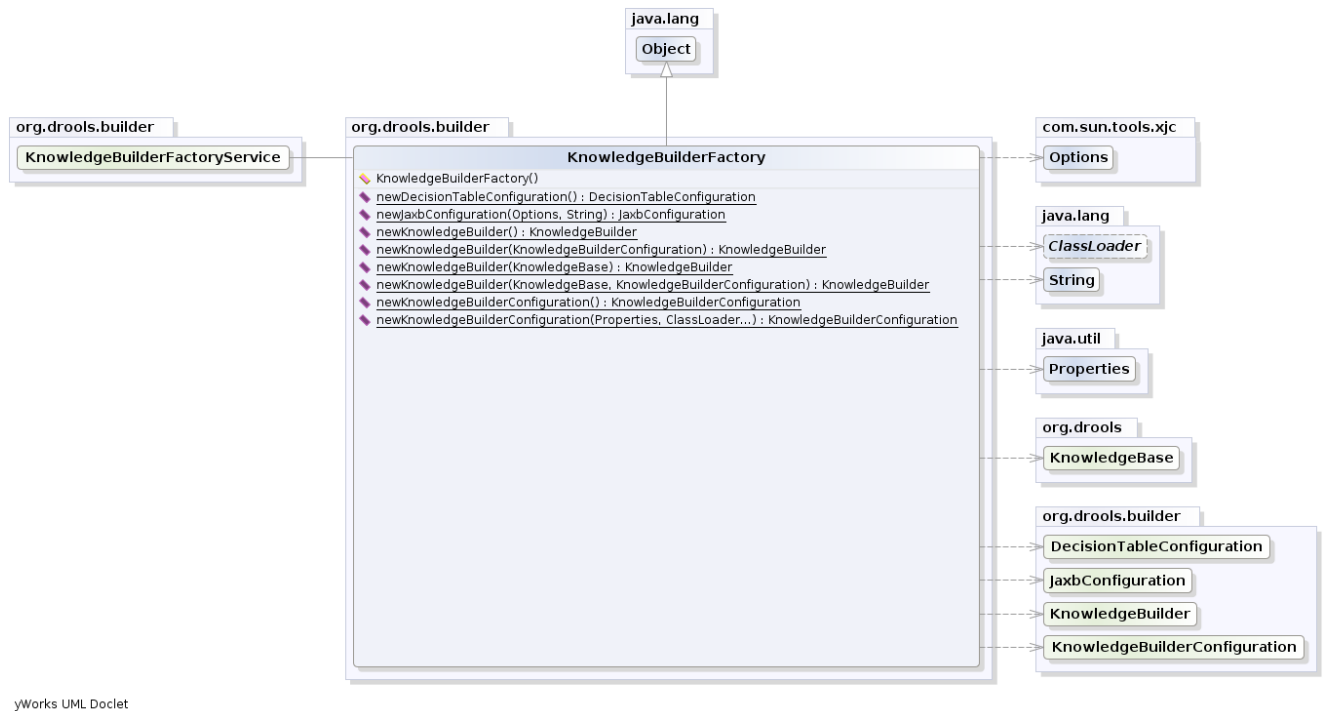 java.lang
Object
org.drools.builder
KnowledgeBuilderFactoryService
org.drools.builder
KnowledgeBuilderFactory
KnowledgeBuilderFactory()
newDecisionTableConfiguration() : DecisionTableConfiguration
newJaxbConfiguration(Options, String) : JaxbConfiguration
newKnowledgeBuilder() : KnowledgeBuilder
newKnowledgeBuilder(KnowledgeBuilderConfiguration) : KnowledgeBuilder
newKnowledgeBuilder(KnowledgeBase) : KnowledgeBuilder
newKnowledgeBuilder(KnowledgeBase, KnowledgeBuilderConfiguration) : KnowledgeBuilder
newKnowledgeBuilderConfiguration() : KnowledgeBuilderConfiguration
newKnowledgeBuilderConfiguration(Properties, ClassLoader...) : KnowledgeBuilderConfiguration
com.sun.tools.xjc
Options
java.lang
ClassLoader
String
java.util
Properties
org.drools
KnowledgeBase
org.drools.builder
DecisionTableConfiguration
JaxbConfiguration
KnowledgeBuilder
KnowledgeBuilderConfiguration
yWorks UML Doclet